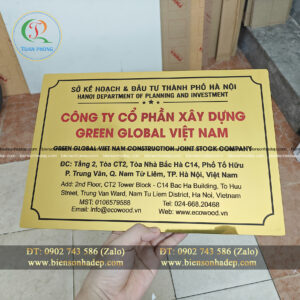 TUẤN PHONG
SỞ KẾ HOẠCH & ĐẦU TƯ THÀNH PHỐ HÀ NỘI
HANOI DEPARTMENT OF PLANNING AND INVESTMENT
CÔNG TY CỔ PHẦN XÂY DỰNG
GREEN GLOBAL VIỆT NAM
GREEN GLOBAL VIET NAM CONSTRUCTION JOINT STOCK COMPANY
ĐC: Tầng 2, Tòa CT2, Tòa Nhà Bắc Hà C14, Phố Tố Hữu
P. Trung Văn, Q. Nam Từ Liêm, TP. Hà Nội, Việt Nam
Add: 2nd Floor, CT2 Tower Block - C14 Bac Ha Building, To Huu
Street, Trung Van Ward, Nam Tu Liem District, Ha Noi, Vietnam
MST: 0106579588 Tel: 024-668.20468
Email: info@ecowood.vn Web: www.ecowood.vn
ĐT: 0902 743 586 (Zalo) ĐT: 0902 743 586 (Zalo)
www.biensonhadep.com www.biensonhadep.com